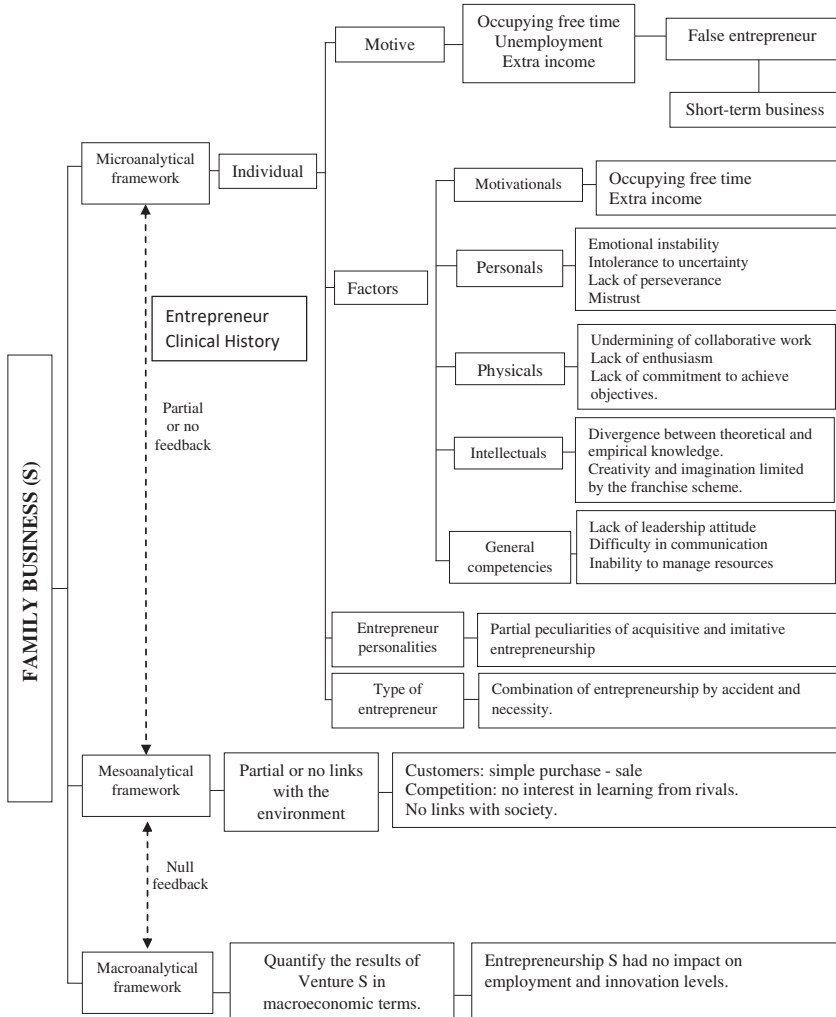 FAMILY BUSINESS (S)
Microanalytical
framework
Individual
Motive
Occupying free time
Unemployment
Extra income
False entrepreneur
Short-term business
Factors
Motivationals
Occupying free time
Extra income
Personals
Emotional instability
Intolerance to uncertainty
Lack of perseverance
Mistrust
Physicals
Undermining of collaborative work
Lack of enthusiasm
Lack of commitment to achieve
objectives.
Intellectuals
Divergence between theoretical and
empirical knowledge.
Creativity and imagination limited
by the franchise scheme.
General
competencies
Lack of leadership attitude
Difficulty in communication
Inability to manage resources
Entrepreneur
personalities
Partial peculiarities of acquisitive and imitative
entrepreneurship
Type of
entrepreneur
Combination of entrepreneurship by accident and
necessity.
Entrepreneur
Clinical History
Partial
or no
feedback
Mesoanalytical
framework
Partial or no links
with the
environment
Customers: simple purchase - sale
Competition: no interest in learning from rivals.
No links with society.
Null
feedback
Macroanalytical
framework
Quantify the results of
Venture S in
macroeconomic terms.
Entrepreneurship S had no impact on
employment and innovation levels.